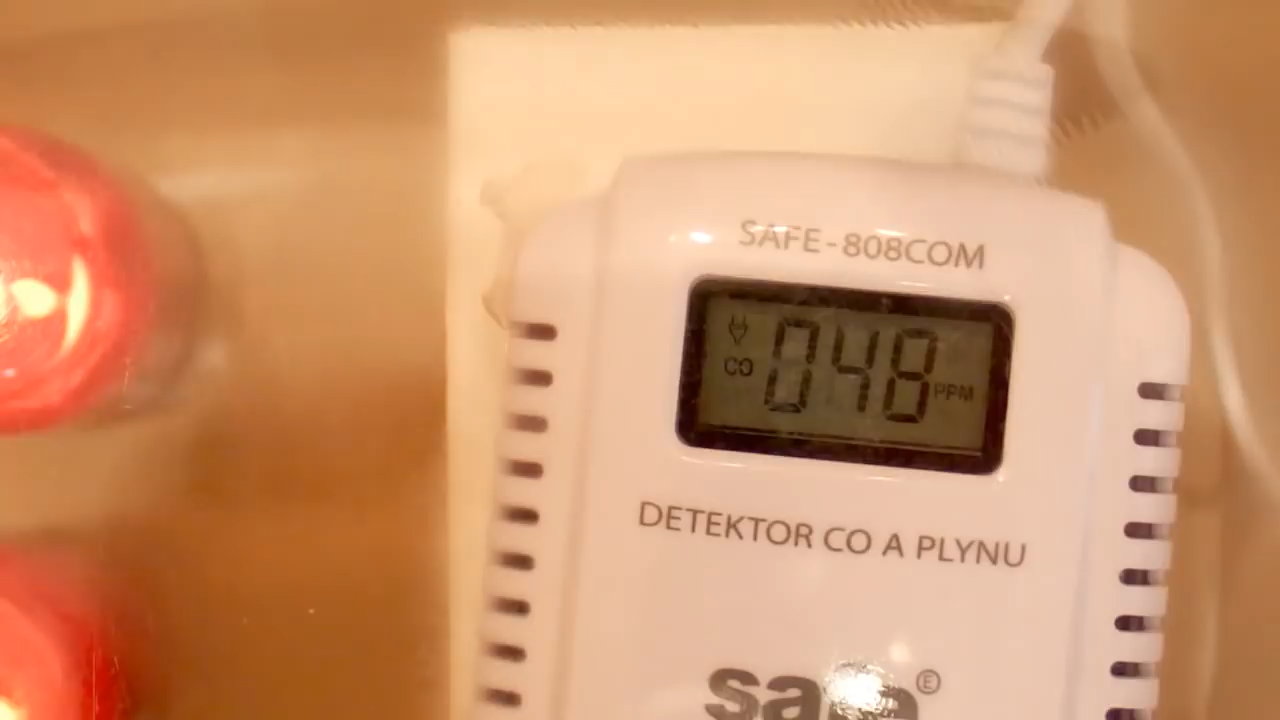 SAFE-808COM
CO 048 PPM
DETEKTOR CO A PLYNU
safe Ⓔ